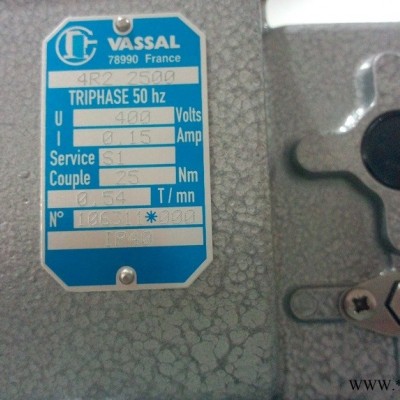 VASSAL
78990 France
4R2 2500
TRIPHASE 50 hz
U 400 Volts
I 0.15 Amp
Service S1
Couple 25 Nm
0.54 T/mn
N°